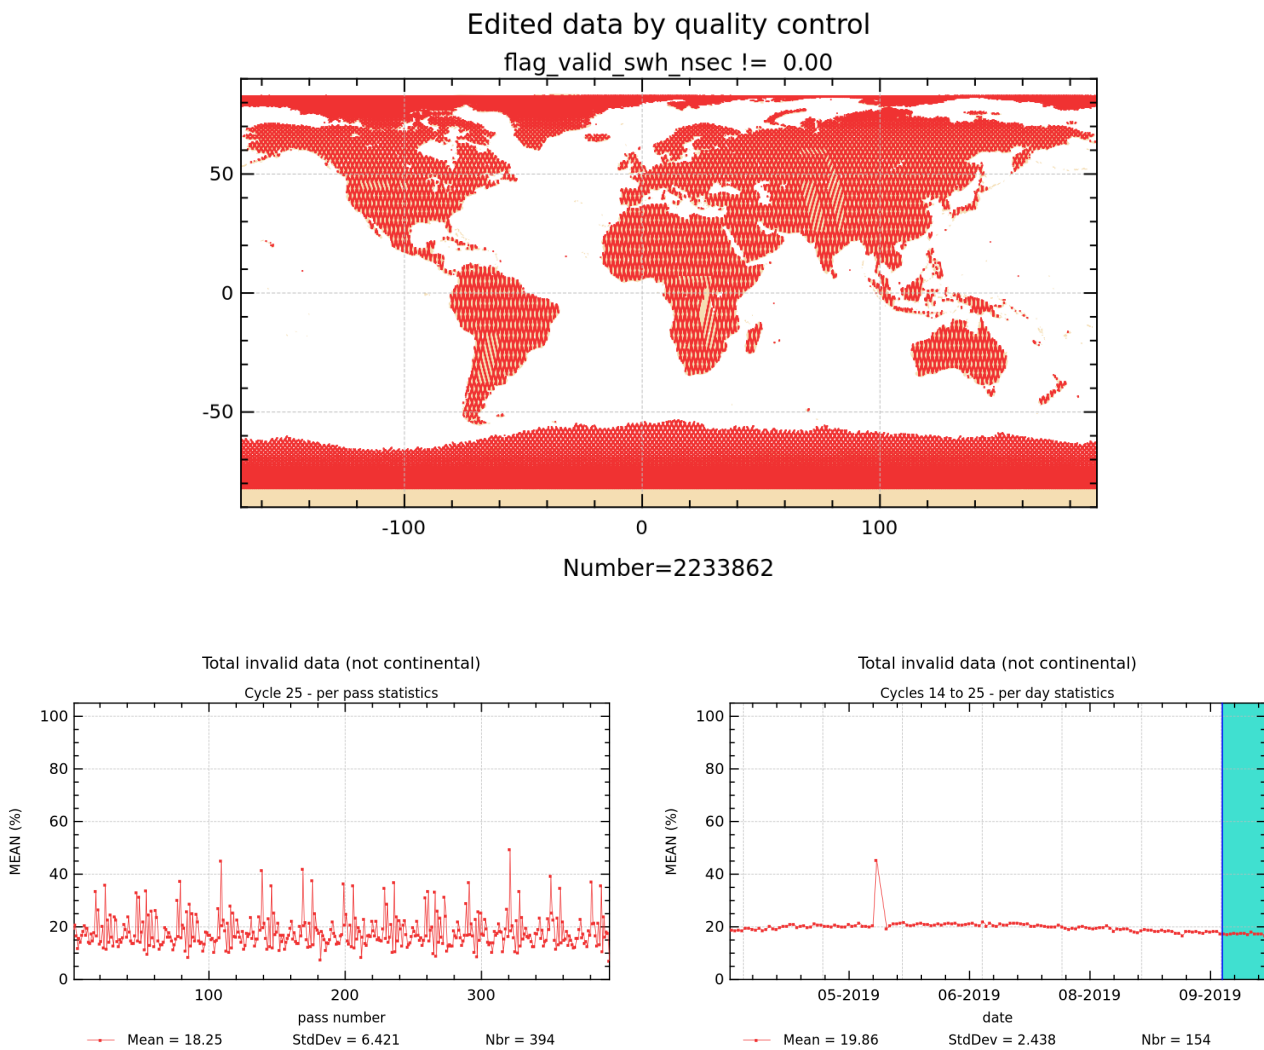 Edited data by quality control
flag_valid_swh_nsec !=  0.00
50
0
-50
-100
0
100
Number=2233862
Total invalid data (not continental)
Cycle 25 - per pass statistics
MEAN (%)
100
80
60
40
20
0
100
200
300
pass number
Mean = 18.25
StdDev = 6.421
Nbr = 394
Total invalid data (not continental)
Cycles 14 to 25 - per day statistics
MEAN (%)
100
80
60
40
20
0
05-2019
06-2019
08-2019
09-2019
date
Mean = 19.86
StdDev = 2.438
Nbr = 154